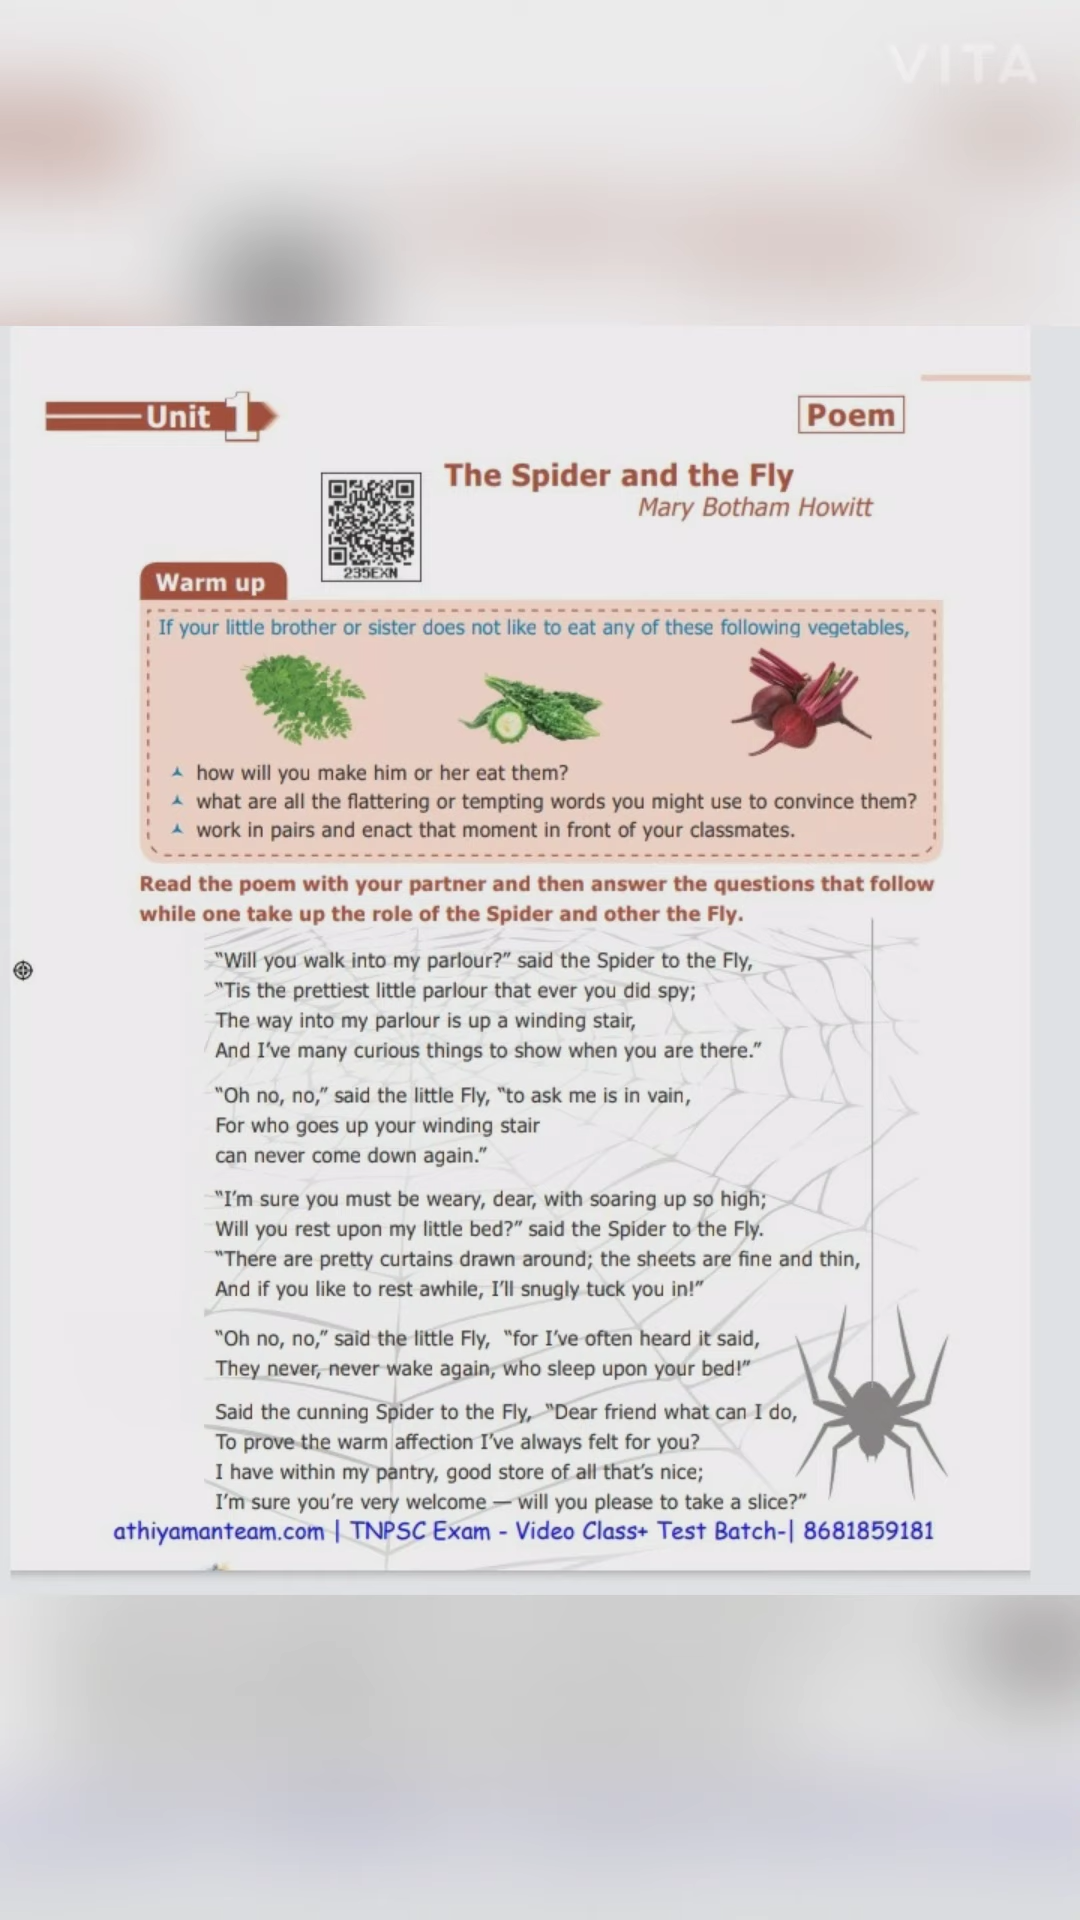 VITA
Unit 1
Poem
The Spider and the Fly
Mary Botham Howitt
235EXN
Warm up
If your little brother or sister does not like to eat any of these following vegetables,
how will you make him or her eat them?
what are all the flattering or tempting words you might use to convince them?
work in pairs and enact that moment in front of your classmates.
Read the poem with your partner and then answer the questions that follow
while one take up the role of the Spider and other the Fly.
“Will you walk into my parlour?” said the Spider to the Fly,
“Tis the prettiest little parlour that ever you did spy;
The way into my parlour is up a winding stair,
And I’ve many curious things to show when you are there.”
“Oh no, no,” said the little Fly, “to ask me is in vain,
For who goes up your winding stair
can never come down again.”
“I’m sure you must be weary, dear, with soaring up so high;
Will you rest upon my little bed?” said the Spider to the Fly.
“There are pretty curtains drawn around; the sheets are fine and thin,
And if you like to rest awhile, I’ll snugly tuck you in!”
“Oh no, no,” said the little Fly, “for I’ve often heard it said,
They never, never wake again, who sleep upon your bed!”
Said the cunning Spider to the Fly, “Dear friend what can I do,
To prove the warm affection I’ve always felt for you?
I have within my pantry, good store of all that’s nice;
I’m sure you’re very welcome — will you please to take a slice?”
athiyamanteam.com | TNPSC Exam - Video Class+ Test Batch-| 8681859181